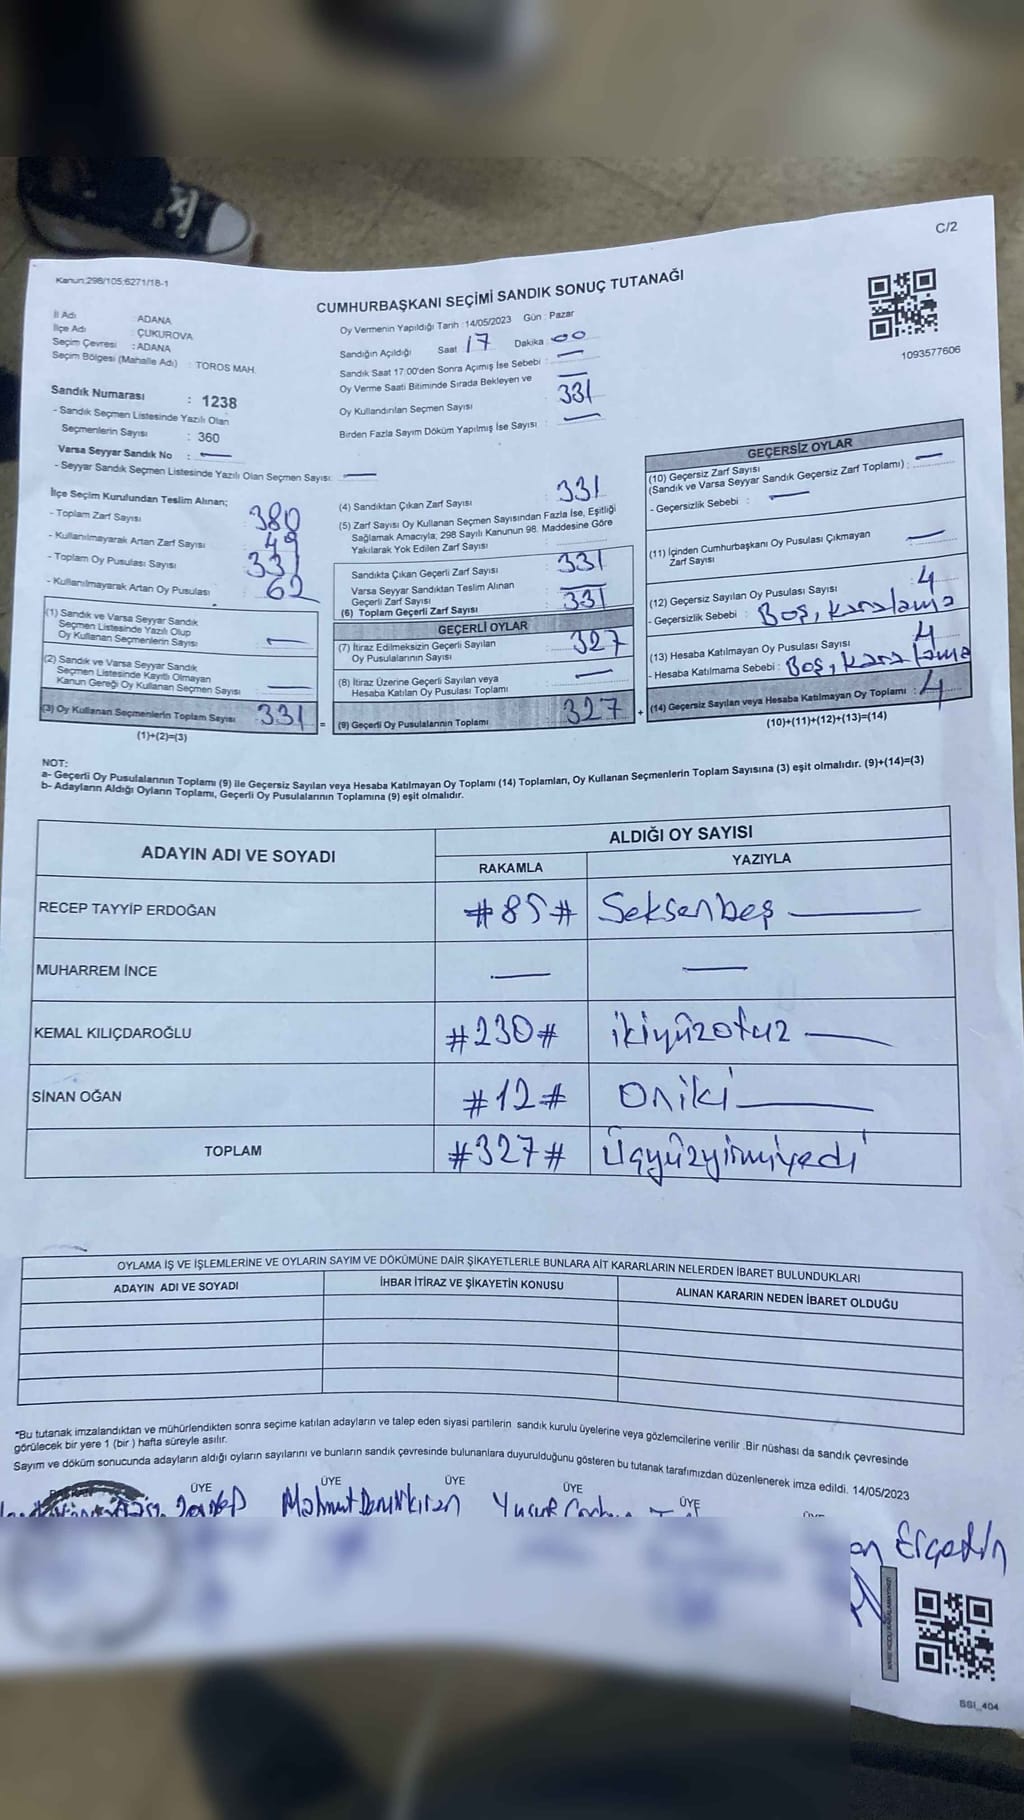 C/2
Kanun:298/105;6271/18-1
CUMHURBAŞKANI SEÇİMİ SANDIK SONUÇ TUTANAĞI
1093577606
İl Adı : ADANA
İlçe Adı : ÇUKUROVA
Seçim Çevresi : ADANA
Seçim Bölgesi (Mahalle Adı) : TOROS MAH.
Oy Vermenin Yapıldığı Tarih : 14/05/2023 Gün : Pazar
Sandığın Açıldığı Saat 17 Dakika : 00
Sandık Saat 17:00'den Sonra Açımış İse Sebebi : —
Oy Verme Saati Bitiminde Sırada Bekleyen ve —
Oy Kullandırılan Seçmen Sayısı 331
Birden Fazla Sayım Döküm Yapılmış İse Sayısı : —
Sandık Numarası : 1238
- Sandık Seçmen Listesinde Yazılı Olan
Seçmenlerin Sayısı : 360
Varsa Seyyar Sandık No : —
- Seyyar Sandık Seçmen Listesinde Yazılı Olan Seçmen Sayısı: —
İlçe Seçim Kurulundan Teslim Alınan;
- Toplam Zarf Sayısı 380
- Kullanılmayarak Artan Zarf Sayısı 49
- Toplam Oy Pusulası Sayısı 331
- Kullanılmayarak Artan Oy Pusulası 62
(1) Sandık ve Varsa Seyyar Sandık
Seçmen Listesinde Yazılı Olup
Oy Kullanan Seçmenlerin Sayısı : —
(2) Sandık ve Varsa Seyyar Sandık
Seçmen Listesinde Kayıtlı Olmayan
Kanun Gereği Oy Kullanan Seçmen Sayısı : —
(3) Oy Kullanan Seçmenlerin Toplam Sayısı : 331 =
(1)+(2)=(3)
(4) Sandıktan Çıkan Zarf Sayısı : 331
(5) Zarf Sayısı Oy Kullanan Seçmen Sayısından Fazla İse, Eşitliği
Sağlamak Amacıyla, 298 Sayılı Kanunun 98. Maddesine Göre
Yakılarak Yok Edilen Zarf Sayısı :
Sandıkta Çıkan Geçerli Zarf Sayısı : 331
Varsa Seyyar Sandıktan Teslim Alınan
Geçerli Zarf Sayısı : —
(6) Toplam Geçerli Zarf Sayısı : 331
GEÇERLİ OYLAR
(7) İtiraz Edilmeksizin Geçerli Sayılan
Oy Pusulalarının Sayısı : 327
(8) İtiraz Üzerine Geçerli Sayılan veya
Hesaba Katılan Oy Pusulası Toplamı : —
(9) Geçerli Oy Pusulalarının Toplamı : 327 +
GEÇERSİZ OYLAR
(10) Geçersiz Zarf Sayısı
(Sandık ve Varsa Seyyar Sandık Geçersiz Zarf Toplamı) : —
- Geçersizlik Sebebi : —
(11) İçinden Cumhurbaşkanı Oy Pusulası Çıkmayan
Zarf Sayısı —
(12) Geçersiz Sayılan Oy Pusulası Sayısı : 4
- Geçersizlik Sebebi : Boş, karalama
(13) Hesaba Katılmayan Oy Pusulası Sayısı : 4
- Hesaba Katılmama Sebebi : Boş, karalama
(14) Geçersiz Sayılan veya Hesaba Katılmayan Oy Toplamı : 4
(10)+(11)+(12)+(13)=(14)
NOT:
a- Geçerli Oy Pusulalarının Toplamı (9) ile Geçersiz Sayılan veya Hesaba Katılmayan Oy Toplamı (14) Toplamları, Oy Kullanan Seçmenlerin Toplam Sayısına (3) eşit olmalıdır. (9)+(14)=(3)
b- Adayların Aldığı Oyların Toplamı, Geçerli Oy Pusulalarının Toplamına (9) eşit olmalıdır.
ADAYIN ADI VE SOYADI ALDIĞI OY SAYISI
RAKAMLA YAZIYLA
RECEP TAYYİP ERDOĞAN #85# Seksenbeş —
MUHARREM İNCE — —
KEMAL KILIÇDAROĞLU #230# ikiyüzotuz —
SİNAN OĞAN #12# Oniki —
TOPLAM #327# Üçyüzyirmiyedi
OYLAMA İŞ VE İŞLEMLERİNE VE OYLARIN SAYIM VE DÖKÜMÜNE DAİR ŞİKAYETLERLE BUNLARA AİT KARARLARIN NELERDEN İBARET BULUNDUKLARI
ADAYIN ADI VE SOYADI İHBAR İTİRAZ VE ŞİKAYETİN KONUSU ALINAN KARARIN NEDEN İBARET OLDUĞU
*Bu tutanak imzalandıktan ve mühürlendikten sonra seçime katılan adayların ve talep eden siyasi partilerin sandık kurulu üyelerine veya gözlemcilerine verilir .Bir nüshası da sandık çevresinde
görülecek bir yere 1 (bir ) hafta süreyle asılır.
Sayım ve döküm sonucunda adayların aldığı oyların sayılarını ve bunların sandık çevresinde bulunanlara duyurulduğunu gösteren bu tutanak tarafımızdan düzenlenerek imza edildi. 14/05/2023
BAŞKAN ÜYE ÜYE ÜYE ÜYE ÜYE
Mahmut Demirkıran Yusuf
Erçetin
BSI_404